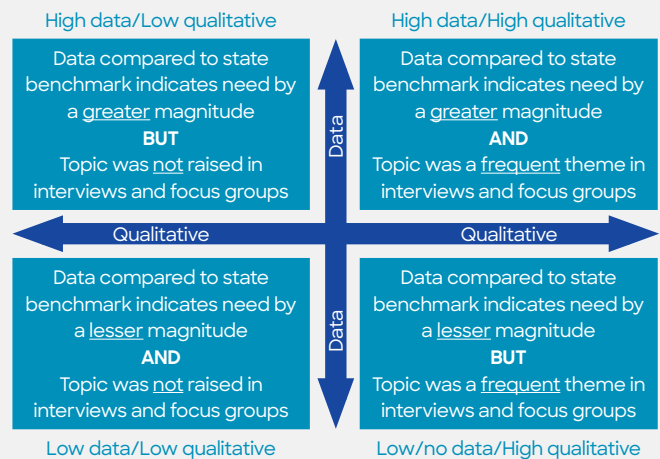 High data/Low qualitative
Data compared to state
benchmark indicates need by
a greater magnitude
BUT
Topic was not raised in
interviews and focus groups
High data/High qualitative
Data compared to state
benchmark indicates need by
a greater magnitude
AND
Topic was a frequent theme in
interviews and focus groups
Data
Qualitative
Qualitative
Data
Data compared to state
benchmark indicates need by
a lesser magnitude
AND
Topic was not raised in
interviews and focus groups
Low data/Low qualitative
Data compared to state
benchmark indicates need by
a lesser magnitude
BUT
Topic was a frequent theme in
interviews and focus groups
Low/no data/High qualitative